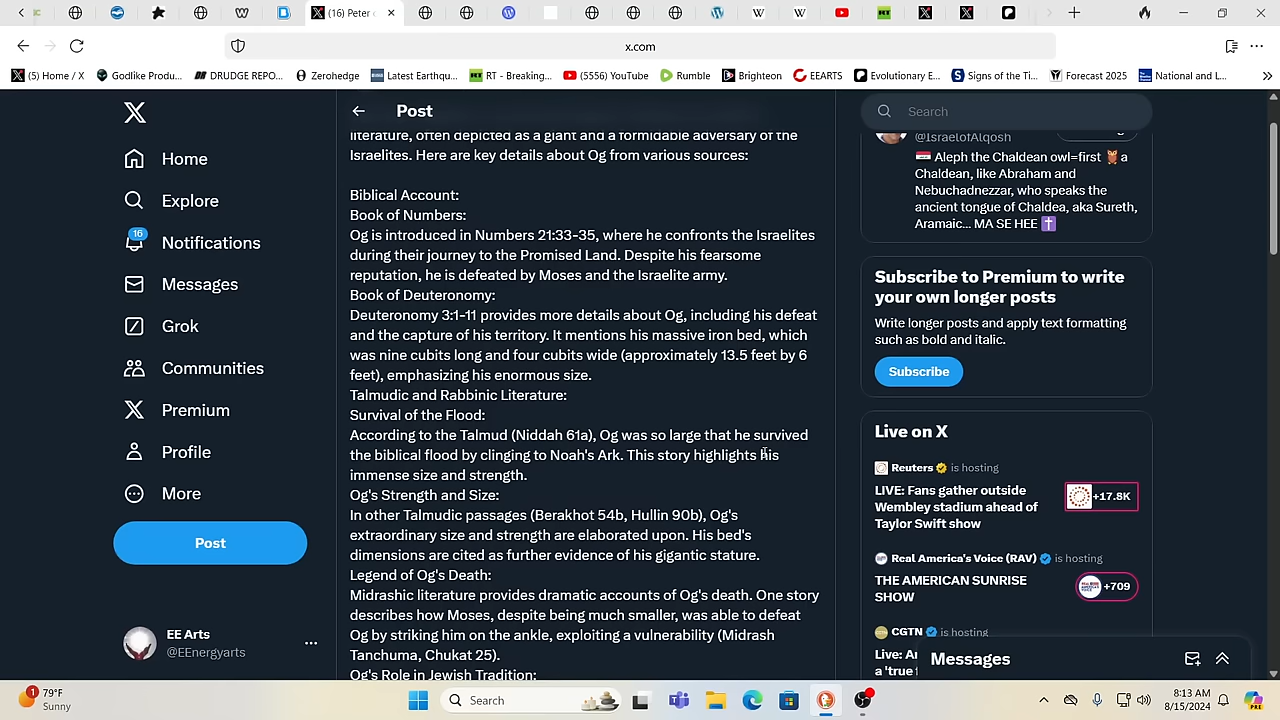 (16) Peter
x.com
(5) Home / X
Godlike Produ...
DRUDGE REPO...
Zerohedge
Latest Earthqu...
RT - Breaking...
(5556) YouTube
Rumble
Brighteon
EEARTS
Evolutionary E...
Signs of the Ti...
Forecast 2025
National and L...
Home
Explore
16
Notifications
Messages
Grok
Communities
Premium
Profile
More
Post
EE Arts
@EEnergyarts
Post
literature, often depicted as a giant and a formidable adversary of the
Israelites. Here are key details about Og from various sources:
Biblical Account:
Book of Numbers:
Og is introduced in Numbers 21:33-35, where he confronts the Israelites
during their journey to the Promised Land. Despite his fearsome
reputation, he is defeated by Moses and the Israelite army.
Book of Deuteronomy:
Deuteronomy 3:1-11 provides more details about Og, including his defeat
and the capture of his territory. It mentions his massive iron bed, which
was nine cubits long and four cubits wide (approximately 13.5 feet by 6
feet), emphasizing his enormous size.
Talmudic and Rabbinic Literature:
Survival of the Flood:
According to the Talmud (Niddah 61a), Og was so large that he survived
the biblical flood by clinging to Noah's Ark. This story highlights his
immense size and strength.
Og's Strength and Size:
In other Talmudic passages (Berakhot 54b, Hullin 90b), Og's
extraordinary size and strength are elaborated upon. His bed's
dimensions are cited as further evidence of his gigantic stature.
Legend of Og's Death:
Midrashic literature provides dramatic accounts of Og's death. One story
describes how Moses, despite being much smaller, was able to defeat
Og by striking him on the ankle, exploiting a vulnerability (Midrash
Tanchuma, Chukat 25).
Og's Role in Jewish Tradition:
Search
@IsraelofAlqosh
🇮🇶 Aleph the Chaldean owl=first 🦉a
Chaldean, like Abraham and
Nebuchadnezzar, who speaks the
ancient tongue of Chaldea, aka Sureth,
Aramaic... MA SE HEE ✝️
Subscribe to Premium to write
your own longer posts
Write longer posts and apply text formatting
such as bold and italic.
Subscribe
Live on X
Reuters is hosting
LIVE: Fans gather outside
Wembley stadium ahead of
Taylor Swift show
+17.8K
Real America's Voice (RAV) is hosting
THE AMERICAN SUNRISE
SHOW
+709
CGTN is hosting
Live:
a 'true
Messages
1
79°F
Sunny
Search
8:13 AM
8/15/2024